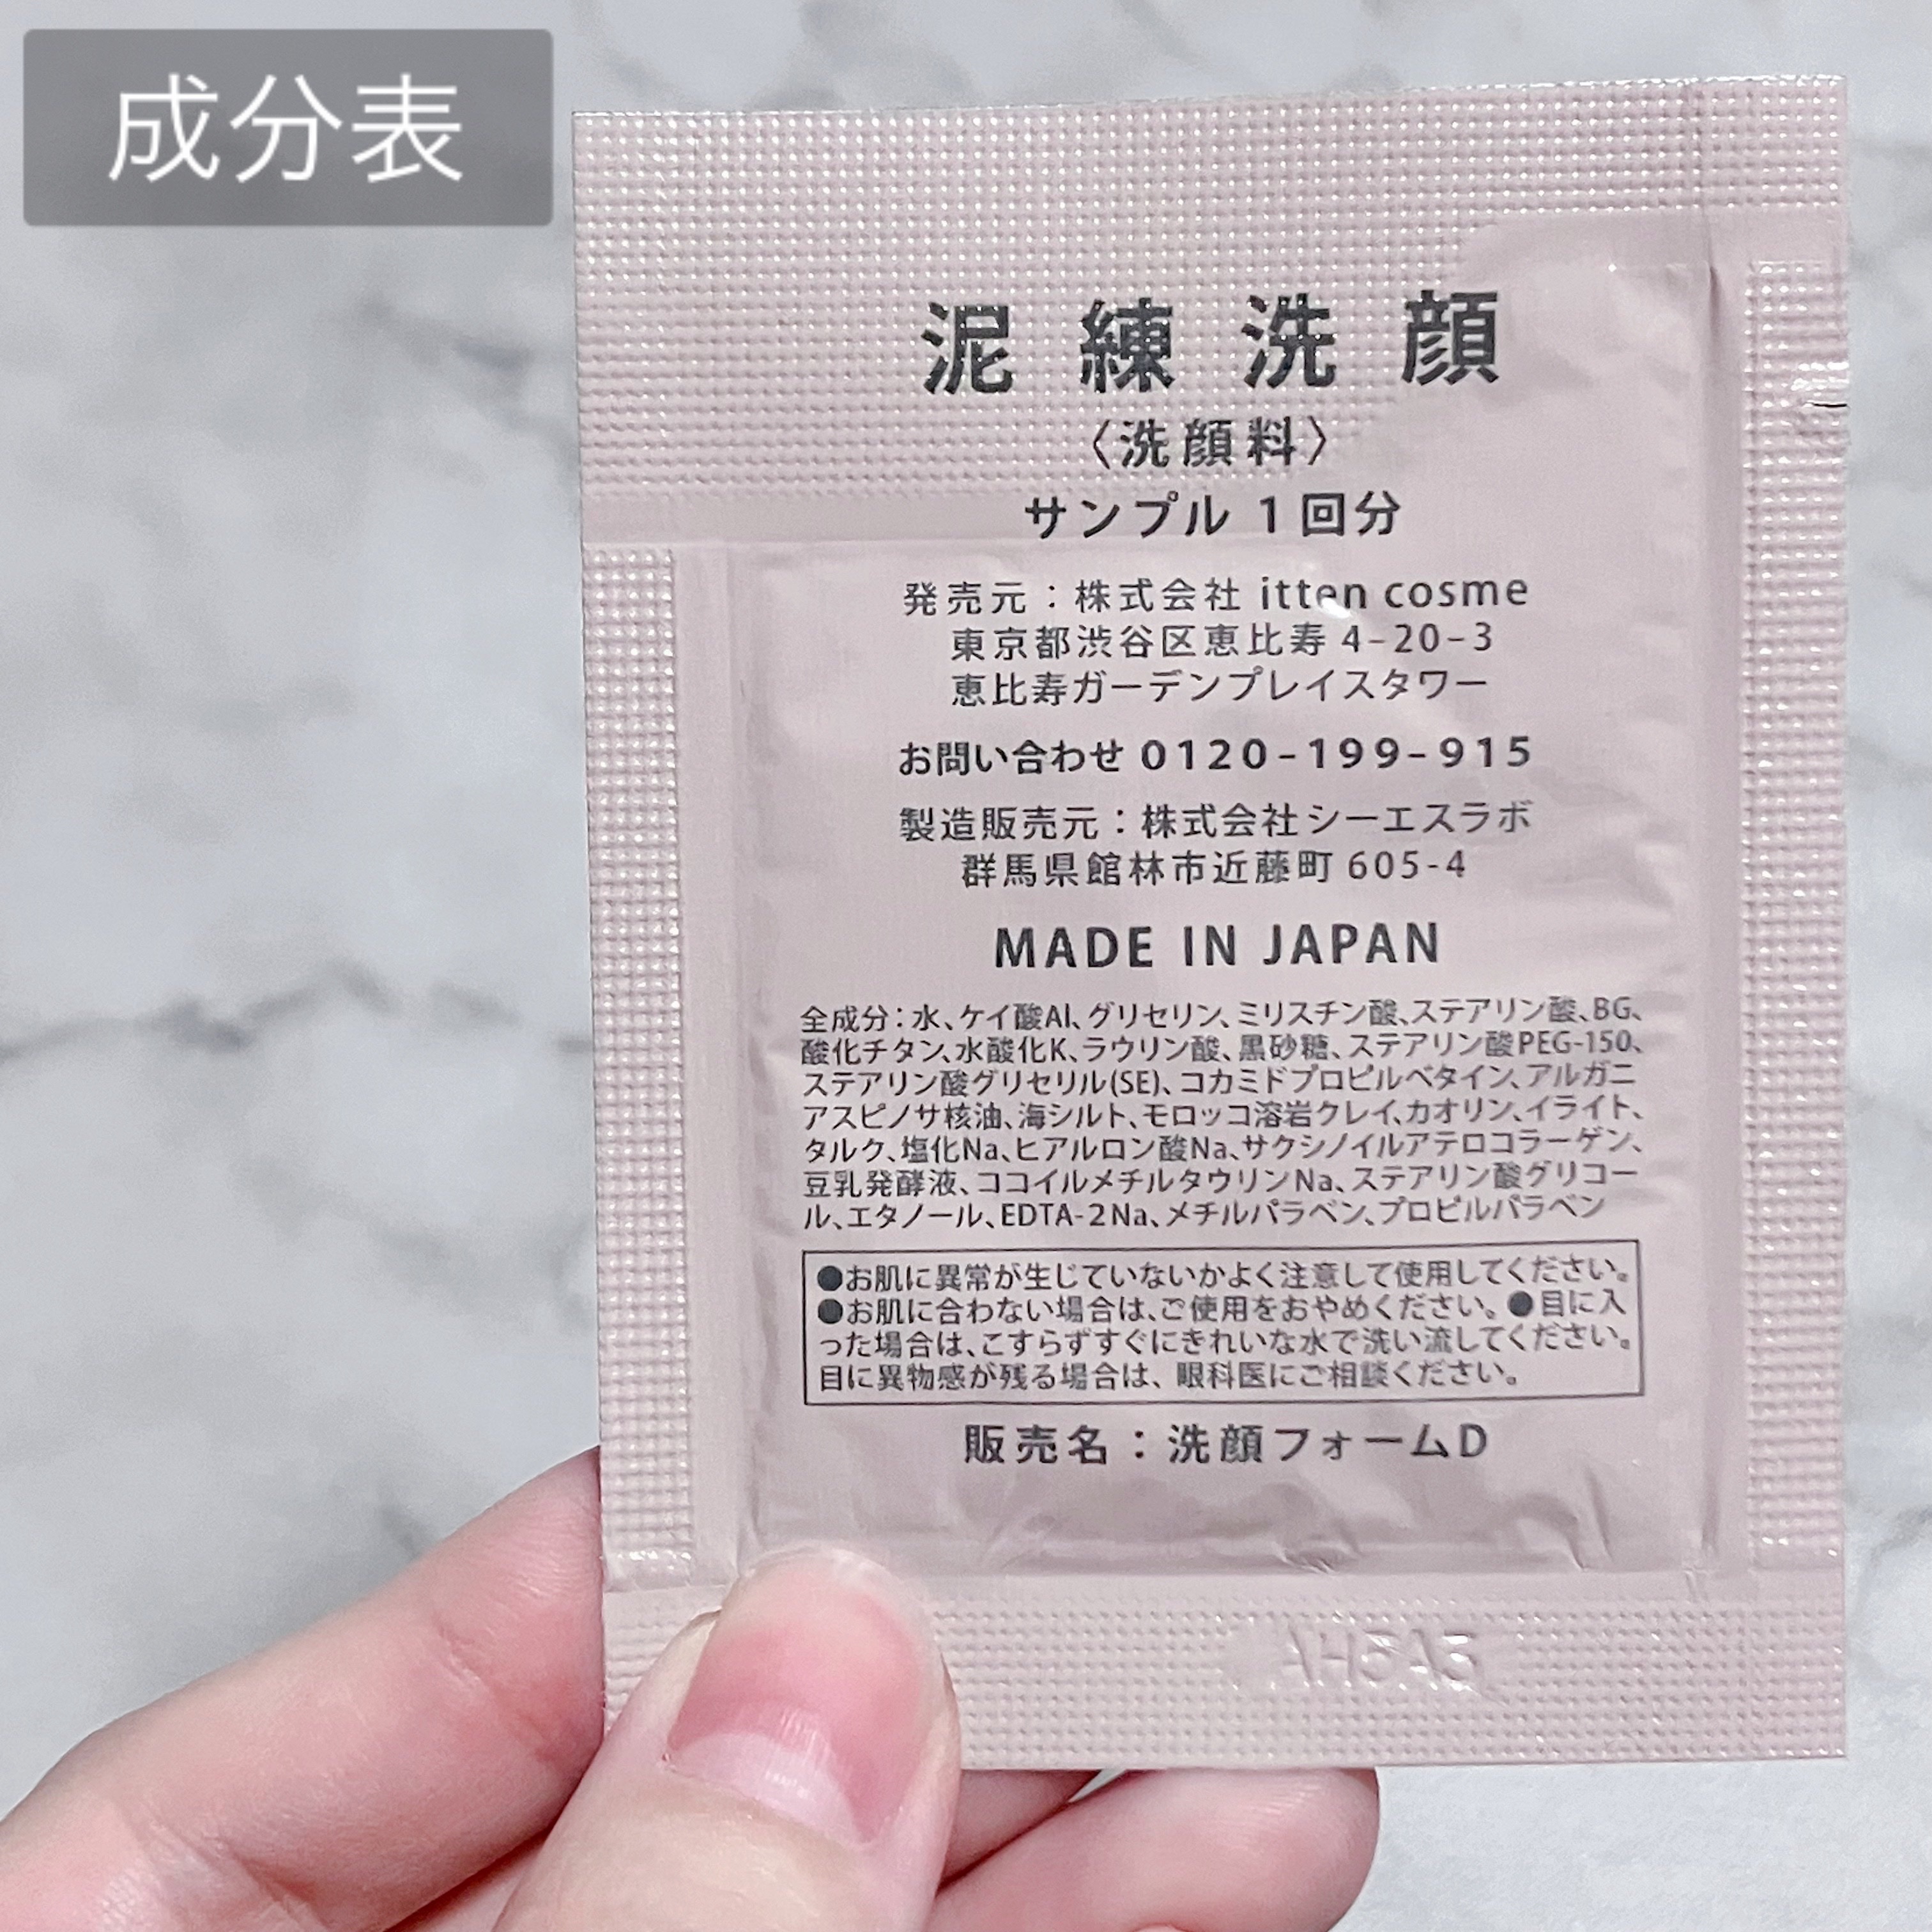 成分表
泥練洗顔
〈洗顔料〉
サンプル 1回分
発売元：株式会社 itten cosme
東京都渋谷区恵比寿 4-20-3
恵比寿ガーデンプレイスタワー
お問い合わせ 0120-199-915
製造販売元：株式会社シーエスラボ
群馬県館林市近藤町 605-4
MADE IN JAPAN
全成分：水、ケイ酸Al、グリセリン、ミリスチン酸、ステアリン酸、BG、
酸化チタン、水酸化K、ラウリン酸、黒砂糖、ステアリン酸PEG-150、
ステアリン酸グリセリル(SE)、コカミドプロピルベタイン、アルガニ
アスピノサ核油、海シルト、モロッコ溶岩クレイ、カオリン、イライト、
タルク、塩化Na、ヒアルロン酸Na、サクシノイルアテロコラーゲン、
豆乳発酵液、ココイルメチルタウリンNa、ステアリン酸グリコー
ル、エタノール、EDTA-2Na、メチルパラベン、プロピルパラベン
●お肌に異常が生じていないかよく注意して使用してください。
●お肌に合わない場合は、ご使用をおやめください。●目に入
った場合は、こすらずすぐにきれいな水で洗い流してください。
目に異物感が残る場合は、眼科医にご相談ください。
販売名：洗顔フォームD
AH5A5